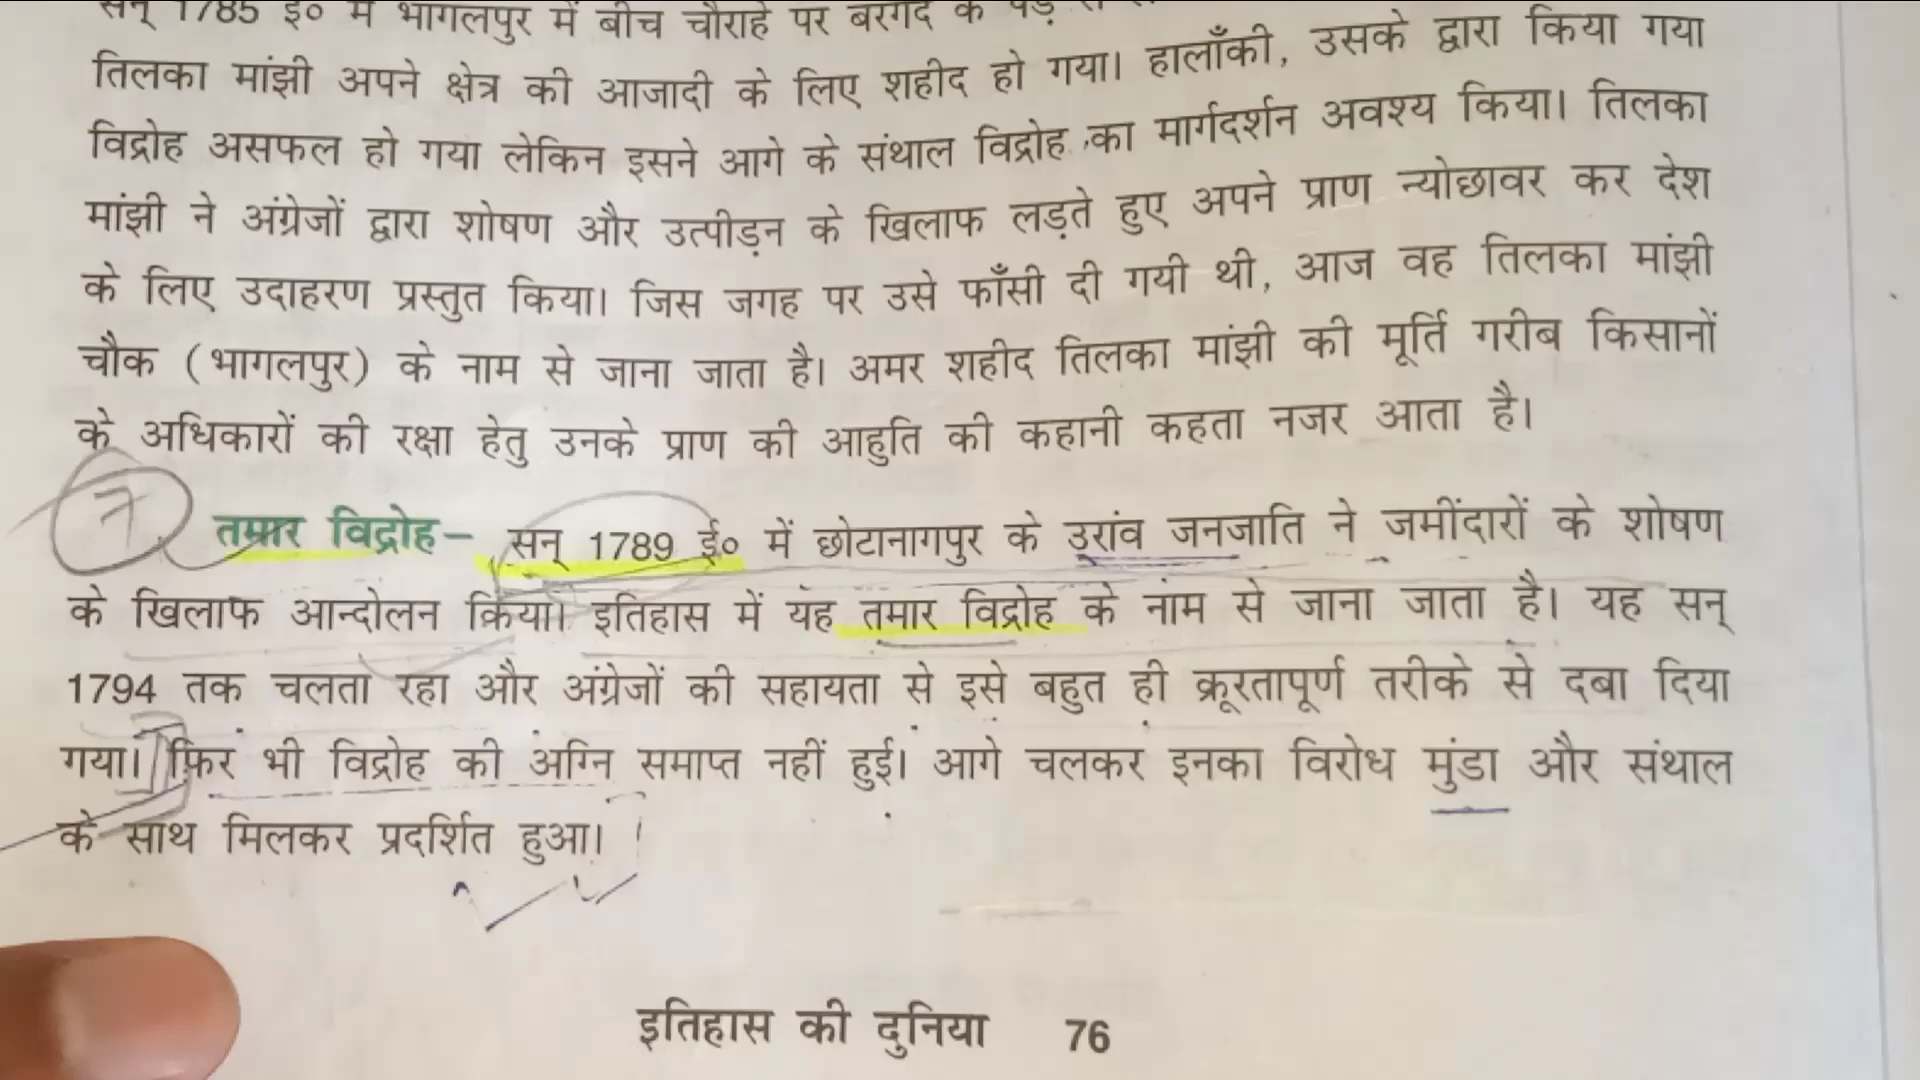 सन् 1785 ई० में भागलपुर में बीच चौराहे पर बरगद के पेड़
तिलका मांझी अपने क्षेत्र की आजादी के लिए शहीद हो गया। हालाँकी, उसके द्वारा किया गया
विद्रोह असफल हो गया लेकिन इसने आगे के संथाल विद्रोह का मार्गदर्शन अवश्य किया। तिलका
मांझी ने अंग्रेजों द्वारा शोषण और उत्पीड़न के खिलाफ लड़ते हुए अपने प्राण न्योछावर कर देश
के लिए उदाहरण प्रस्तुत किया। जिस जगह पर उसे फाँसी दी गयी थी, आज वह तिलका मांझी
चौक (भागलपुर) के नाम से जाना जाता है। अमर शहीद तिलका मांझी की मूर्ति गरीब किसानों
के अधिकारों की रक्षा हेतु उनके प्राण की आहुति की कहानी कहता नजर आता है।
7 तमार विद्रोह– सन् 1789 ई० में छोटानागपुर के उरांव जनजाति ने जमींदारों के शोषण
के खिलाफ आन्दोलन किया। इतिहास में यह तमार विद्रोह के नाम से जाना जाता है। यह सन्
1794 तक चलता रहा और अंग्रेजों की सहायता से इसे बहुत ही क्रूरतापूर्ण तरीके से दबा दिया
गया। फिर भी विद्रोह की अग्नि समाप्त नहीं हुई। आगे चलकर इनका विरोध मुंडा और संथाल
के साथ मिलकर प्रदर्शित हुआ।
इतिहास की दुनिया 76